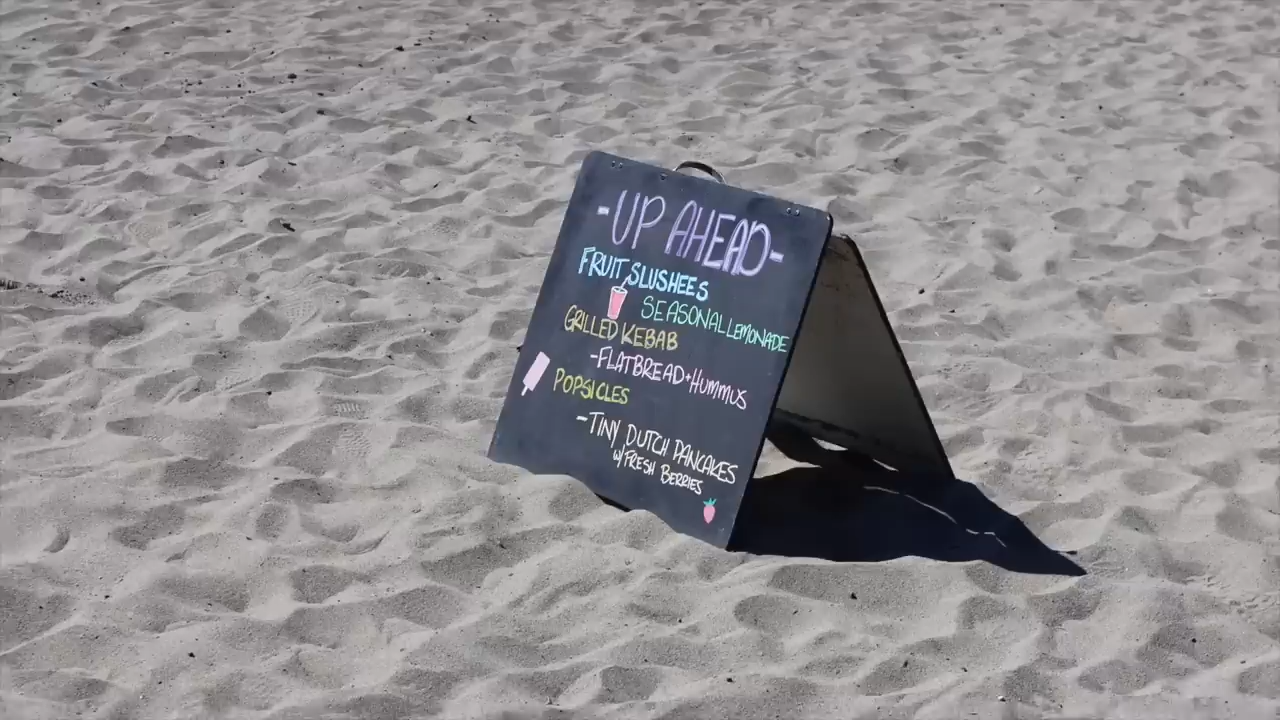 -UP AHEAD-
FRUIT SLUSHEES
SEASONAL LEMONADE
GRILLED KEBAB
-FLATBREAD+HUMMUS
POPSICLES
-TINY DUTCH PANCAKES
W/FRESH BERRIES